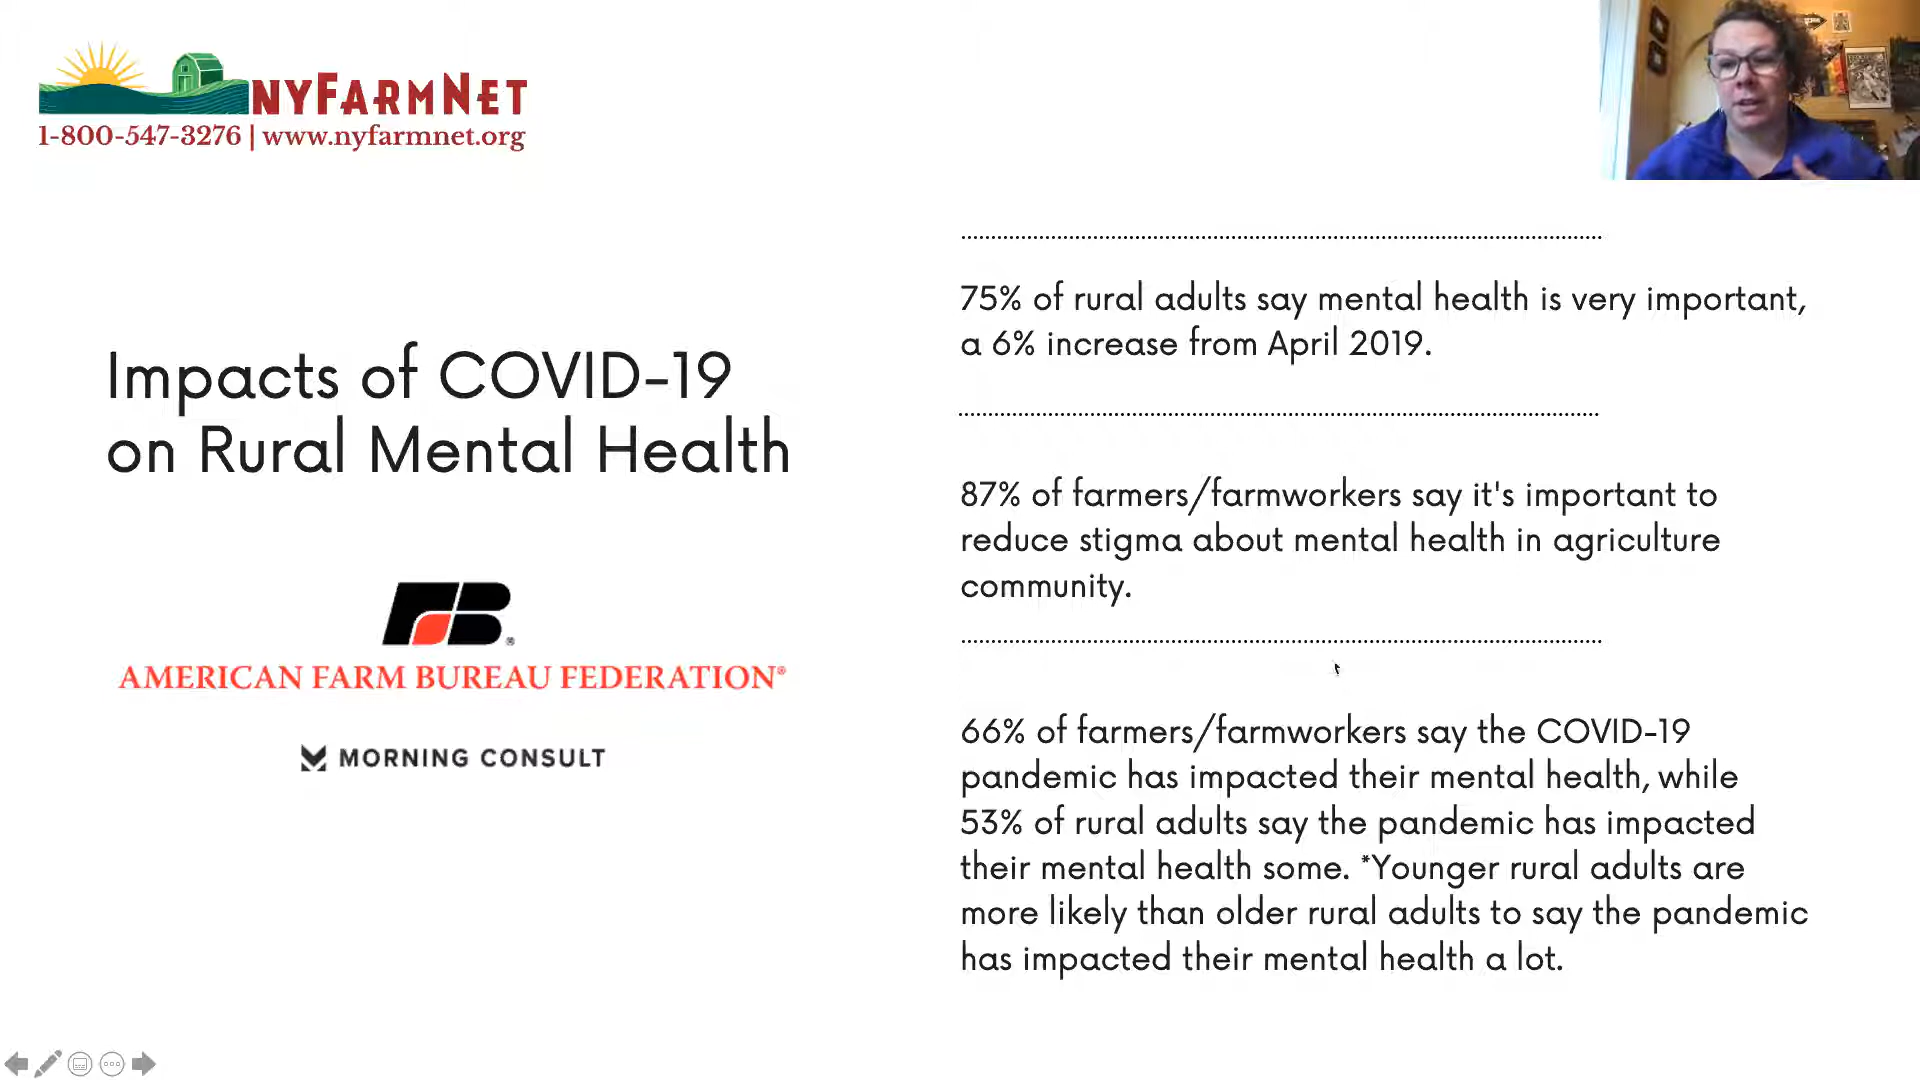 NYFARMNET
1-800-547-3276 | www.nyfarmnet.org
Impacts of COVID-19
on Rural Mental Health
FB®
AMERICAN FARM BUREAU FEDERATION®
MORNING CONSULT
75% of rural adults say mental health is very important,
a 6% increase from April 2019.
87% of farmers/farmworkers say it's important to
reduce stigma about mental health in agriculture
community.
66% of farmers/farmworkers say the COVID-19
pandemic has impacted their mental health, while
53% of rural adults say the pandemic has impacted
their mental health some. *Younger rural adults are
more likely than older rural adults to say the pandemic
has impacted their mental health a lot.